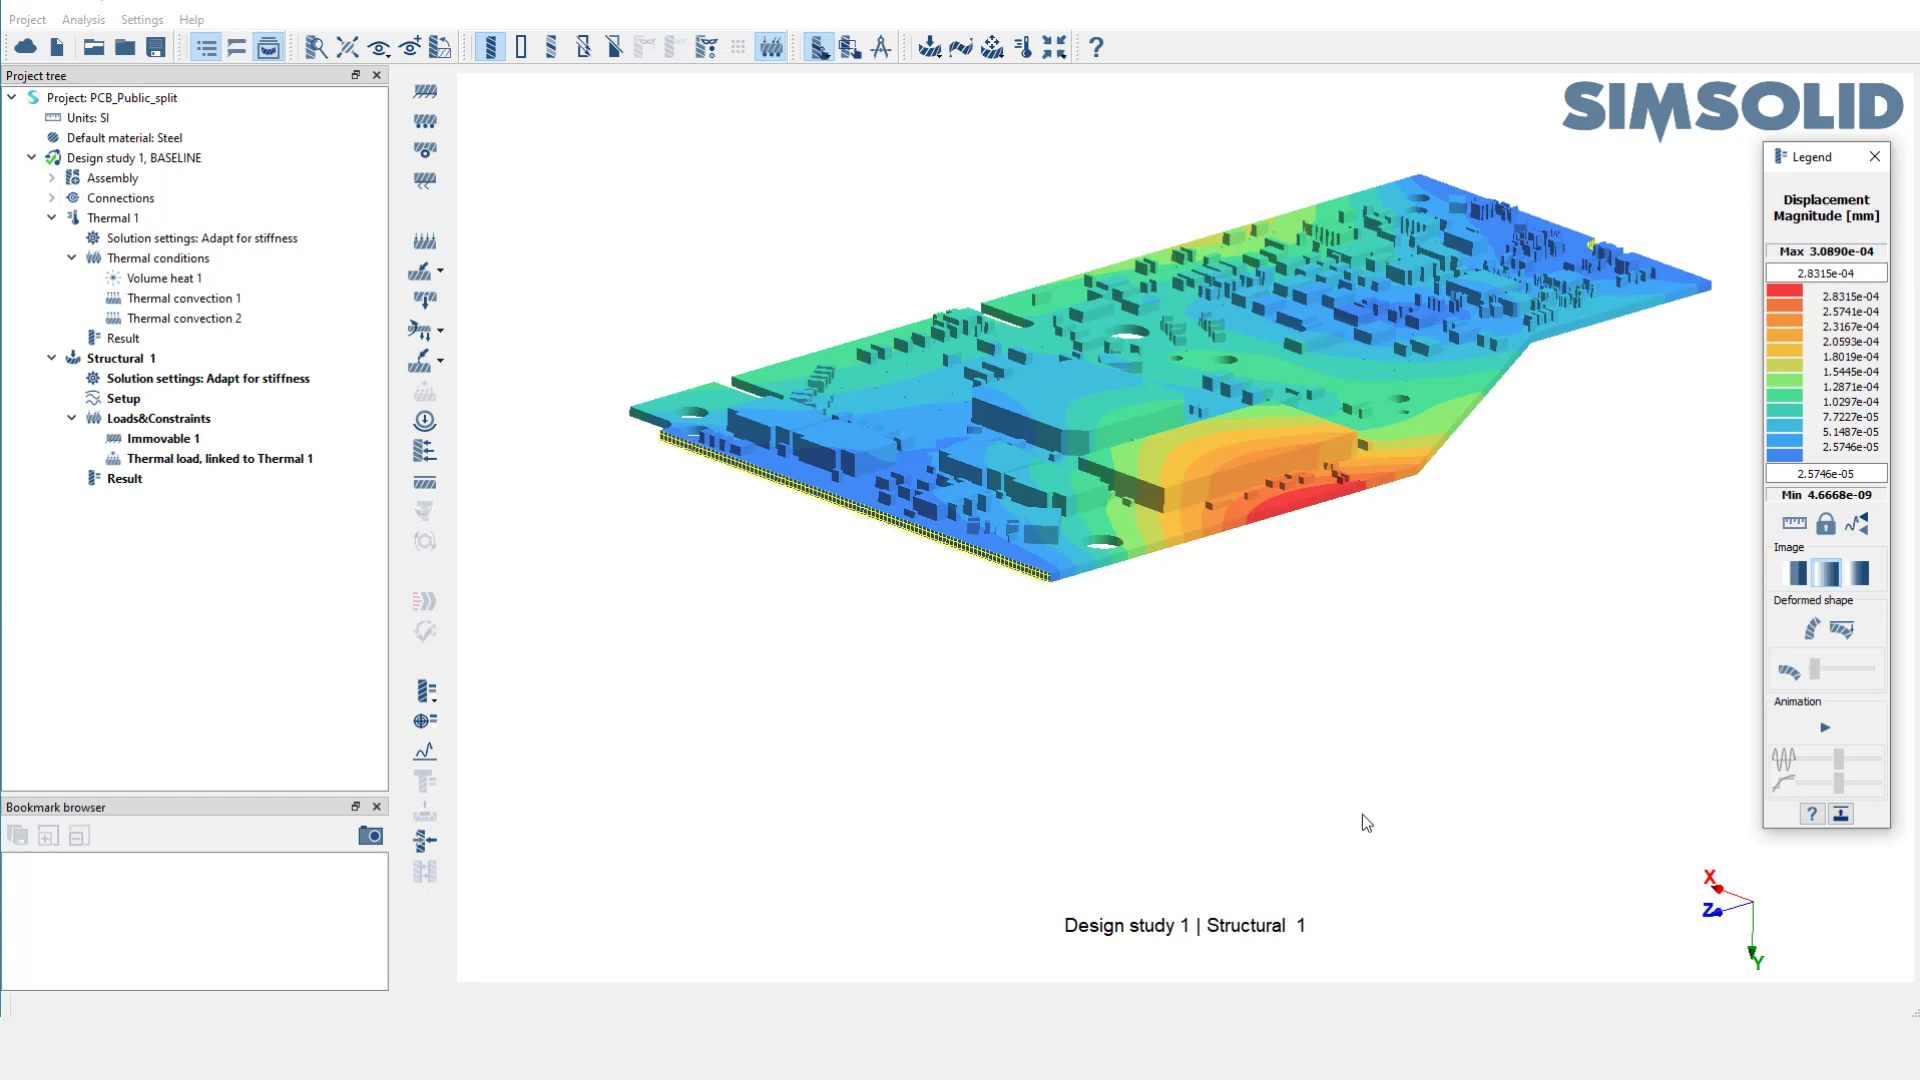 Project Analysis Settings Help
Project tree
Project: PCB_Public_split
Units: SI
Default material: Steel
Design study 1, BASELINE
Assembly
Connections
Thermal 1
Solution settings: Adapt for stiffness
Thermal conditions
Volume heat 1
Thermal convection 1
Thermal convection 2
Result
Structural 1
Solution settings: Adapt for stiffness
Setup
Loads&Constraints
Immovable 1
Thermal load, linked to Thermal 1
Result
Bookmark browser
SIMSOLID
Legend
Displacement
Magnitude [mm]
Max 3.0890e-04
2.8315e-04
2.8315e-04
2.5741e-04
2.3167e-04
2.0593e-04
1.8019e-04
1.5445e-04
1.2871e-04
1.0297e-04
7.7227e-05
5.1487e-05
2.5746e-05
2.5746e-05
Min 4.6668e-09
Image
Deformed shape
Animation
?
X
Z
Y
Design study 1 | Structural 1